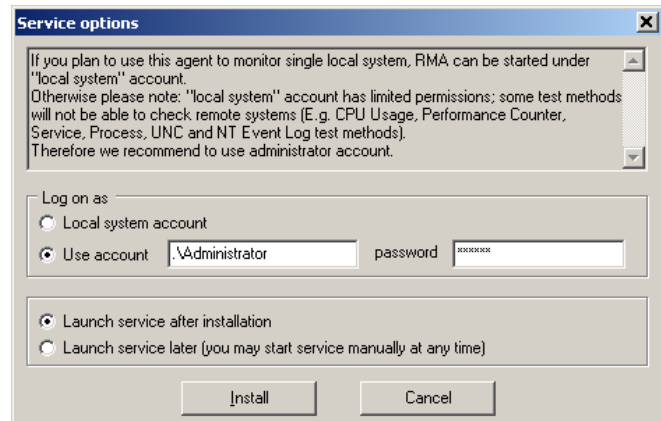 Service options
If you plan to use this agent to monitor single local system, RMA can be started under
"local system" account.
Otherwise please note: "local system" account has limited permissions; some test methods
will not be able to check remote systems (E.g. CPU Usage, Performance Counter,
Service, Process, UNC and NT Event Log test methods).
Therefore we recommend to use administrator account.
Log on as
Local system account
Use account .\Administrator password ******
Launch service after installation
Launch service later (you may start service manually at any time)
Install Cancel